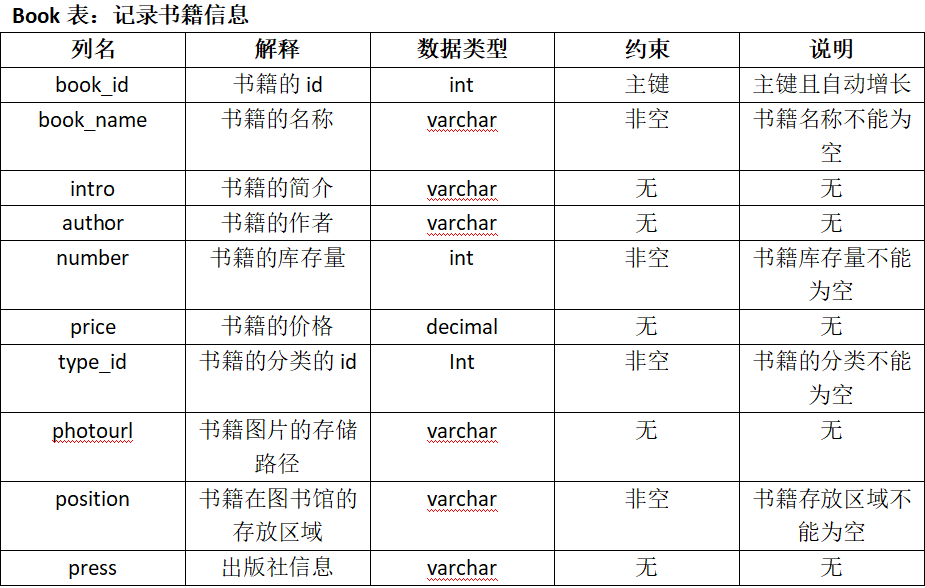 Book 表：记录书籍信息
列名 解释 数据类型 约束 说明
book_id 书籍的 id int 主键 主键且自动增长
book_name 书籍的名称 varchar 非空 书籍名称不能为
空
intro 书籍的简介 varchar 无 无
author 书籍的作者 varchar 无 无
number 书籍的库存量 int 非空 书籍库存量不能
为空
price 书籍的价格 decimal 无 无
type_id 书籍的分类的 id Int 非空 书籍的分类不能
为空
photourl 书籍图片的存储 varchar 无 无
路径
position 书籍在图书馆的 varchar 非空 书籍存放区域不
存放区域 能为空
press 出版社信息 varchar 无 无